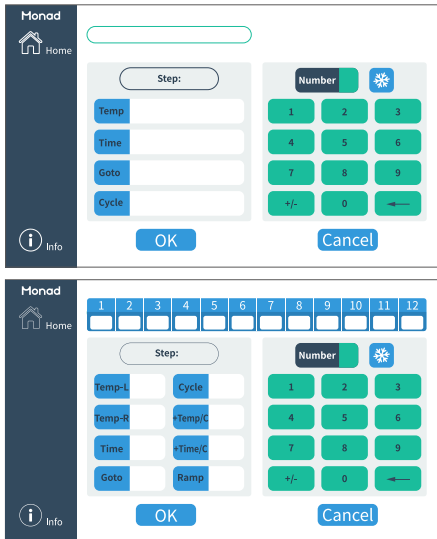 Monad
Home
Step:
Number
Temp
1 2 3
Time
4 5 6
Goto
7 8 9
Cycle
+/- 0
Info
OK
Cancel
Monad
Home
1 2 3 4 5 6 7 8 9 10 11 12
Step:
Number
Temp-L Cycle
1 2 3
Temp-R +Temp/C
4 5 6
Time +Time/C
7 8 9
Goto Ramp
+/- 0
Info
OK
Cancel